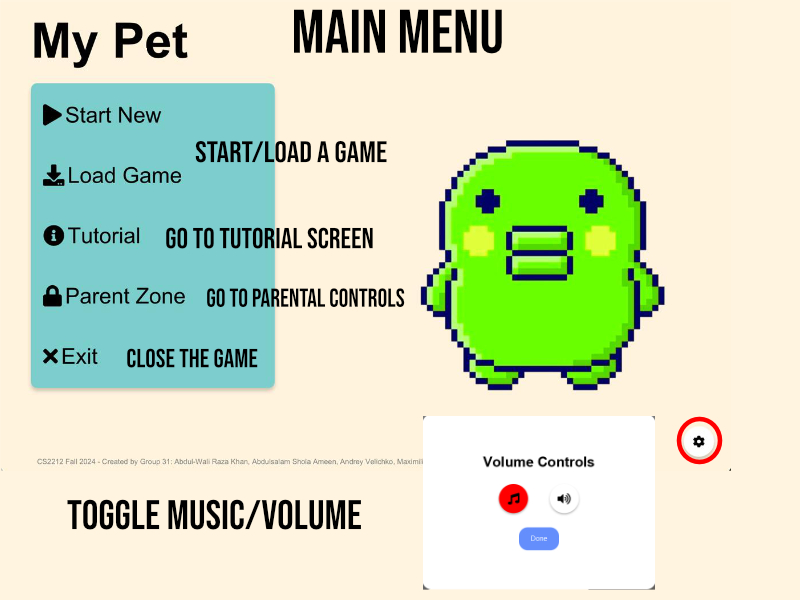 My Pet
MAIN MENU
Start New
START/LOAD A GAME
Load Game
Tutorial
GO TO TUTORIAL SCREEN
Parent Zone
GO TO PARENTAL CONTROLS
Exit
CLOSE THE GAME
CS2212 Fall 2024 - Created by Group 31: Abdul-Wali Raza Khan, Abdulsalam Shola Ameen, Andrey Velichko, Maximili
Volume Controls
TOGGLE MUSIC/VOLUME
Done